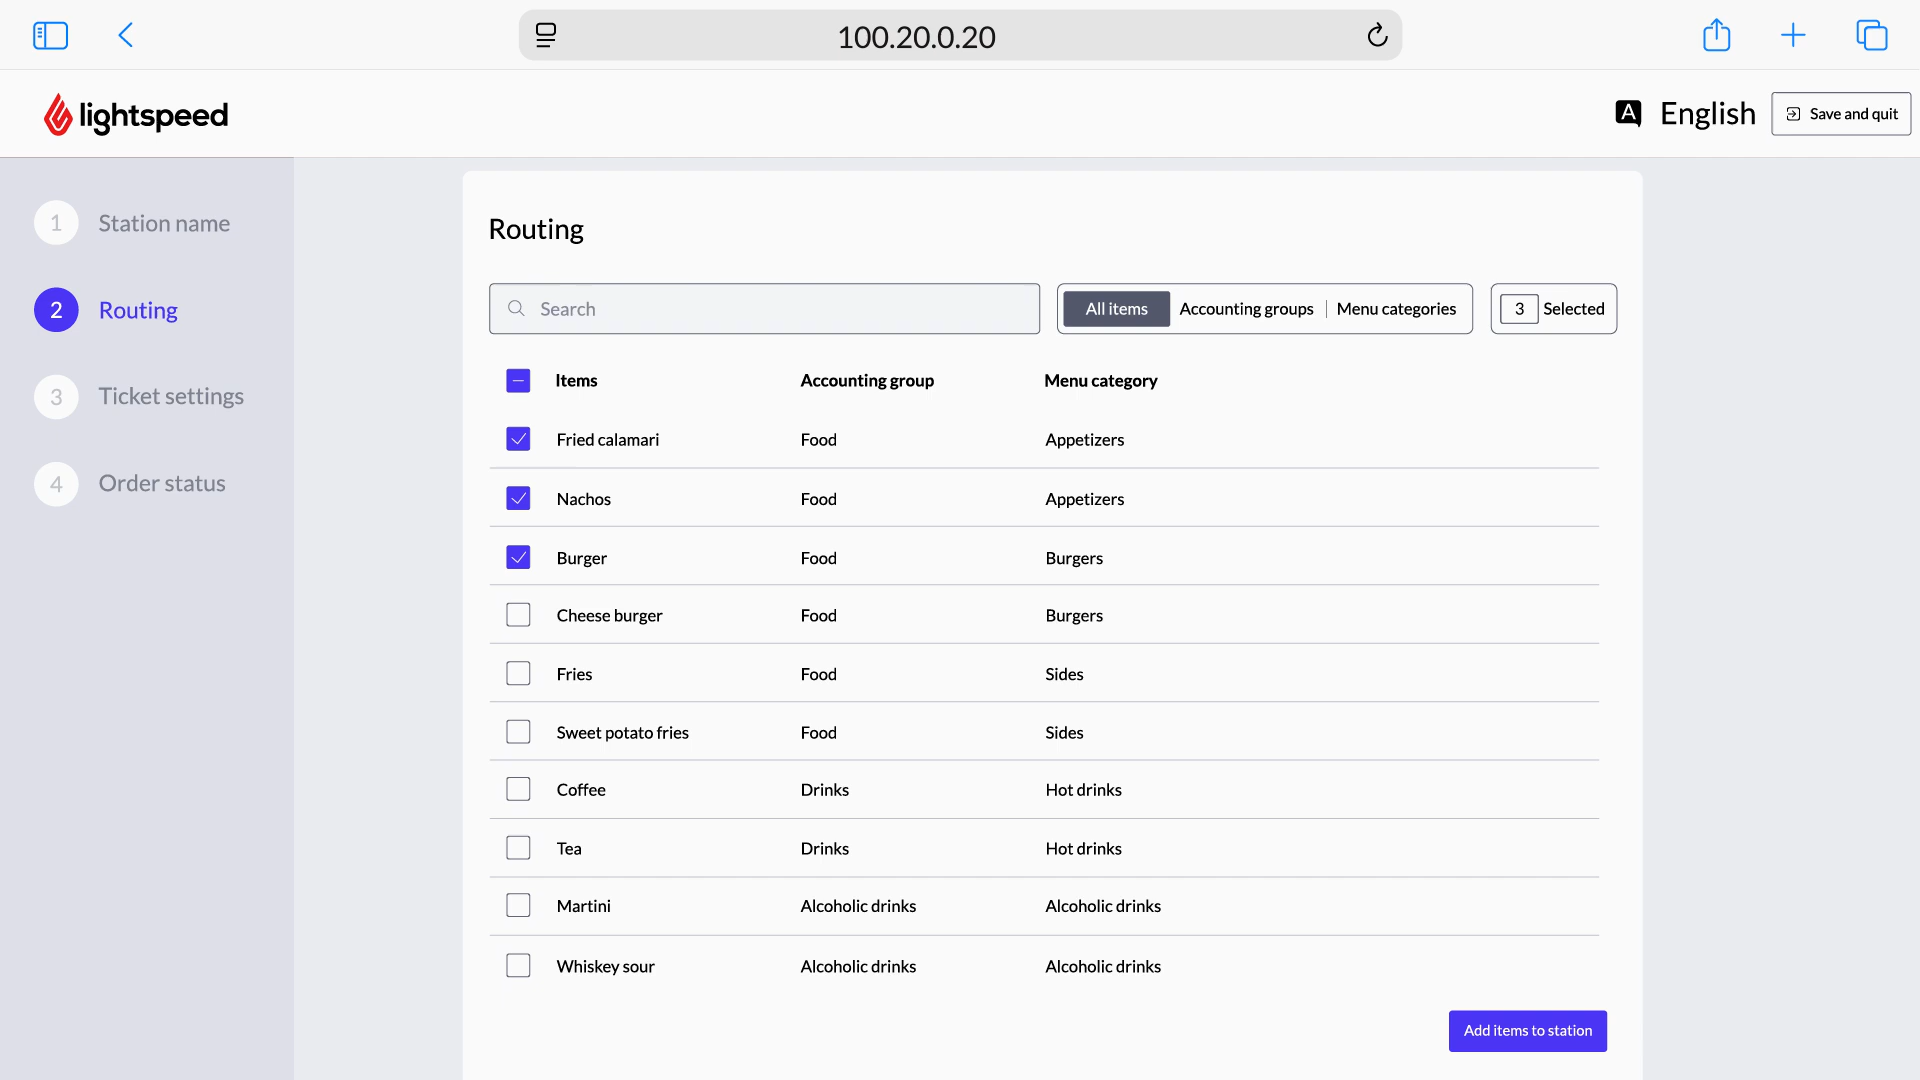 100.20.0.20
lightspeed
A English
Save and quit
1 Station name
2 Routing
3 Ticket settings
4 Order status
Routing
Search
All items Accounting groups Menu categories
3 Selected
Items Accounting group Menu category
Fried calamari Food Appetizers
Nachos Food Appetizers
Burger Food Burgers
Cheese burger Food Burgers
Fries Food Sides
Sweet potato fries Food Sides
Coffee Drinks Hot drinks
Tea Drinks Hot drinks
Martini Alcoholic drinks Alcoholic drinks
Whiskey sour Alcoholic drinks Alcoholic drinks
Add items to station